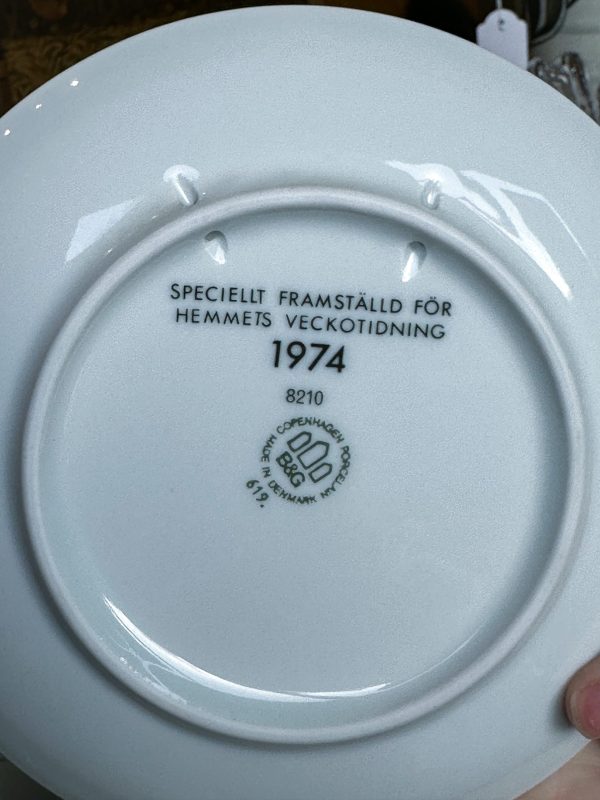 SPECIELLT FRAMSTÄLLD FÖR
HEMMETS VECKOTIDNING
1974
8210
COPENHAGEN PORCELAIN
MADE IN DENMARK
B&G
619.